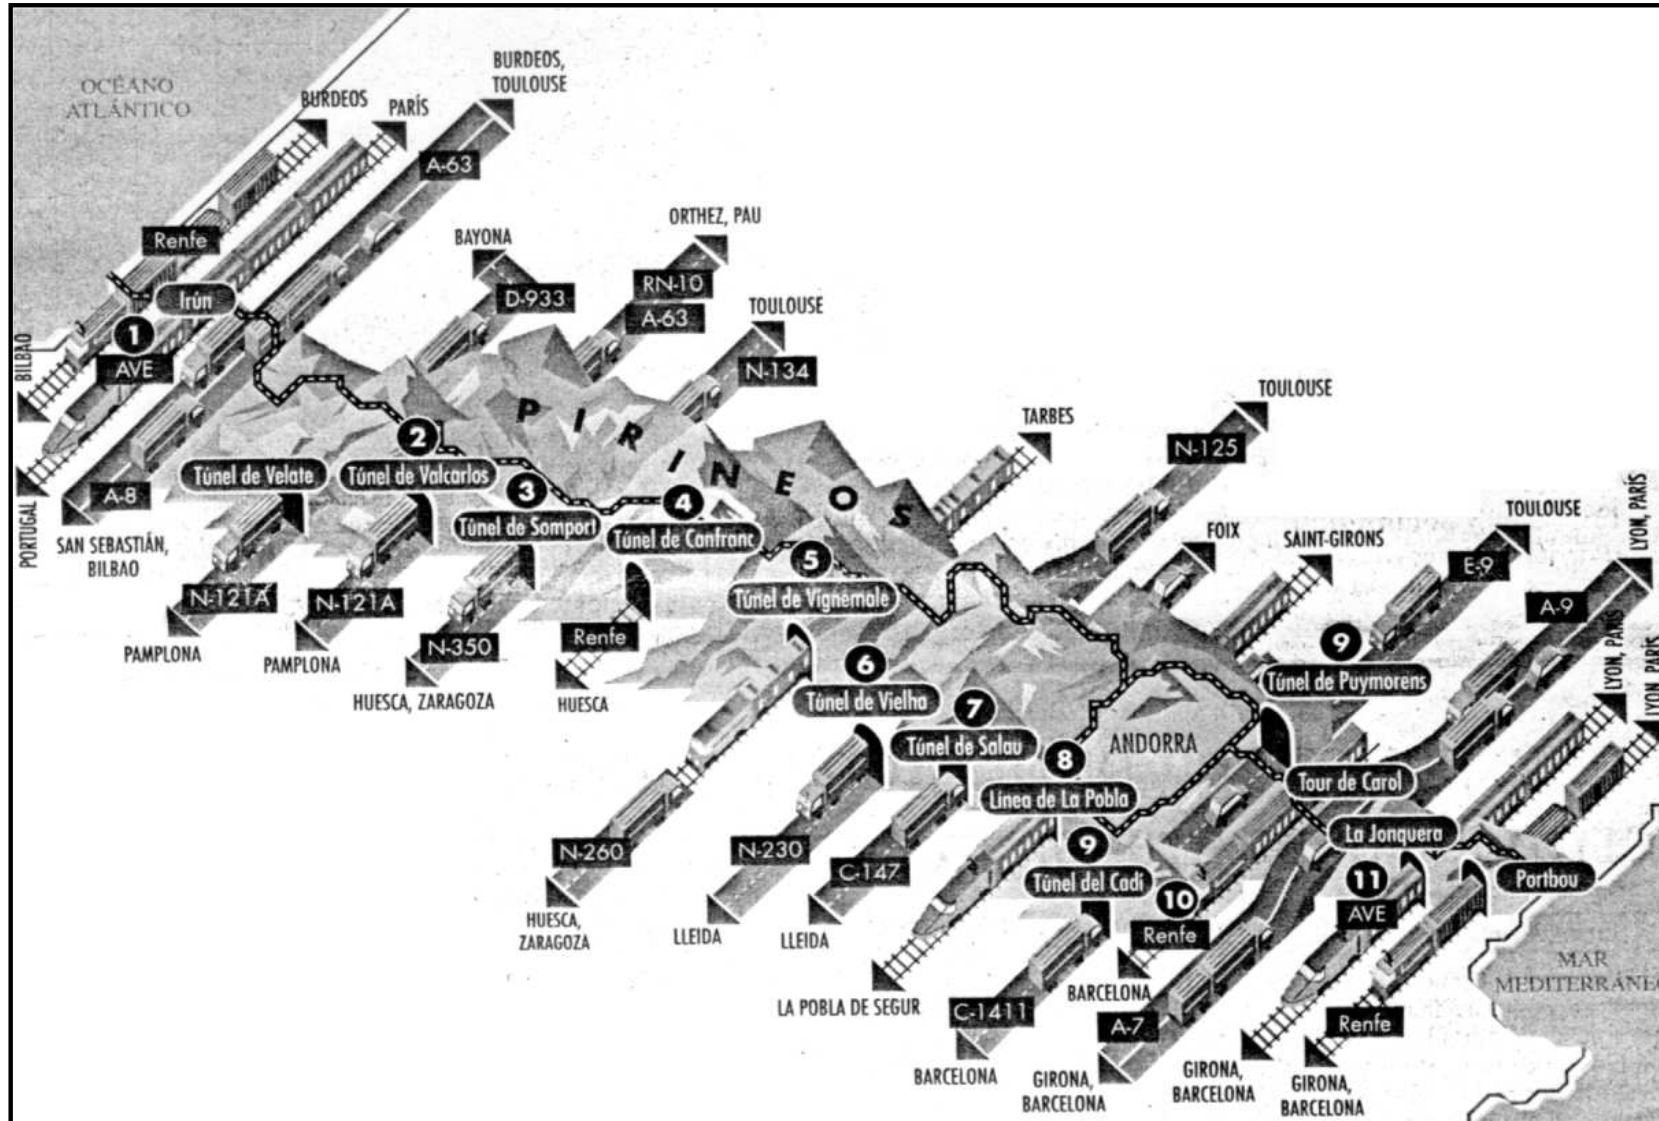 OCÉANO
ATLÁNTICO
BURDEOS
PARÍS
BURDEOS,
TOULOUSE
A-63
Renfe
Irún
1
AVE
BILBAO
PORTUGAL
A-8
SAN SEBASTIÁN,
BILBAO
BAYONA
D-933
ORTHEZ, PAU
RN-10
A-63
TOULOUSE
N-134
PIRINEOS
2
Túnel de Velate
Túnel de Valcarlos
3
Túnel de Somport
4
Túnel de Canfranc
N-121A
PAMPLONA
N-121A
PAMPLONA
N-350
HUESCA, ZARAGOZA
Renfe
HUESCA
TARBES
TOULOUSE
N-125
5
Túnel de Vignemale
6
Túnel de Vielha
7
Túnel de Salau
8
Línea de La Pobla
ANDORRA
FOIX
SAINT-GIRONS
TOULOUSE
E-9
LYON, PARÍS
A-9
LYON, PARÍS
LYON, PARÍS
9
Túnel de Puymorens
Tour de Carol
La Jonquera
Portbou
9
Túnel del Cadí
10
Renfe
11
AVE
N-260
HUESCA,
ZARAGOZA
N-230
LLEIDA
C-147
LLEIDA
LA POBLA DE SEGUR
C-1411
BARCELONA
BARCELONA
A-7
GIRONA,
BARCELONA
GIRONA,
BARCELONA
Renfe
GIRONA,
BARCELONA
MAR
MEDITERRÁNEO